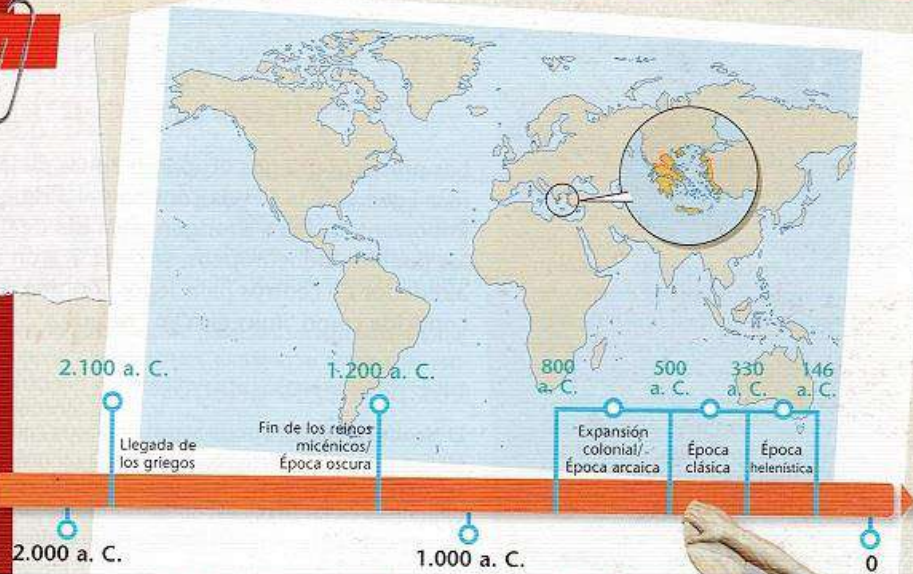 2.100 a. C.
1.200 a. C.
800
a. C.
500
a. C.
330
a. C.
146
a. C.
Llegada de
los griegos
Fin de los reinos
micénicos/
Época oscura
Expansión
colonial/
Época arcaica
Época
clásica
Época
helenística
2.000 a. C.
1.000 a. C.
0